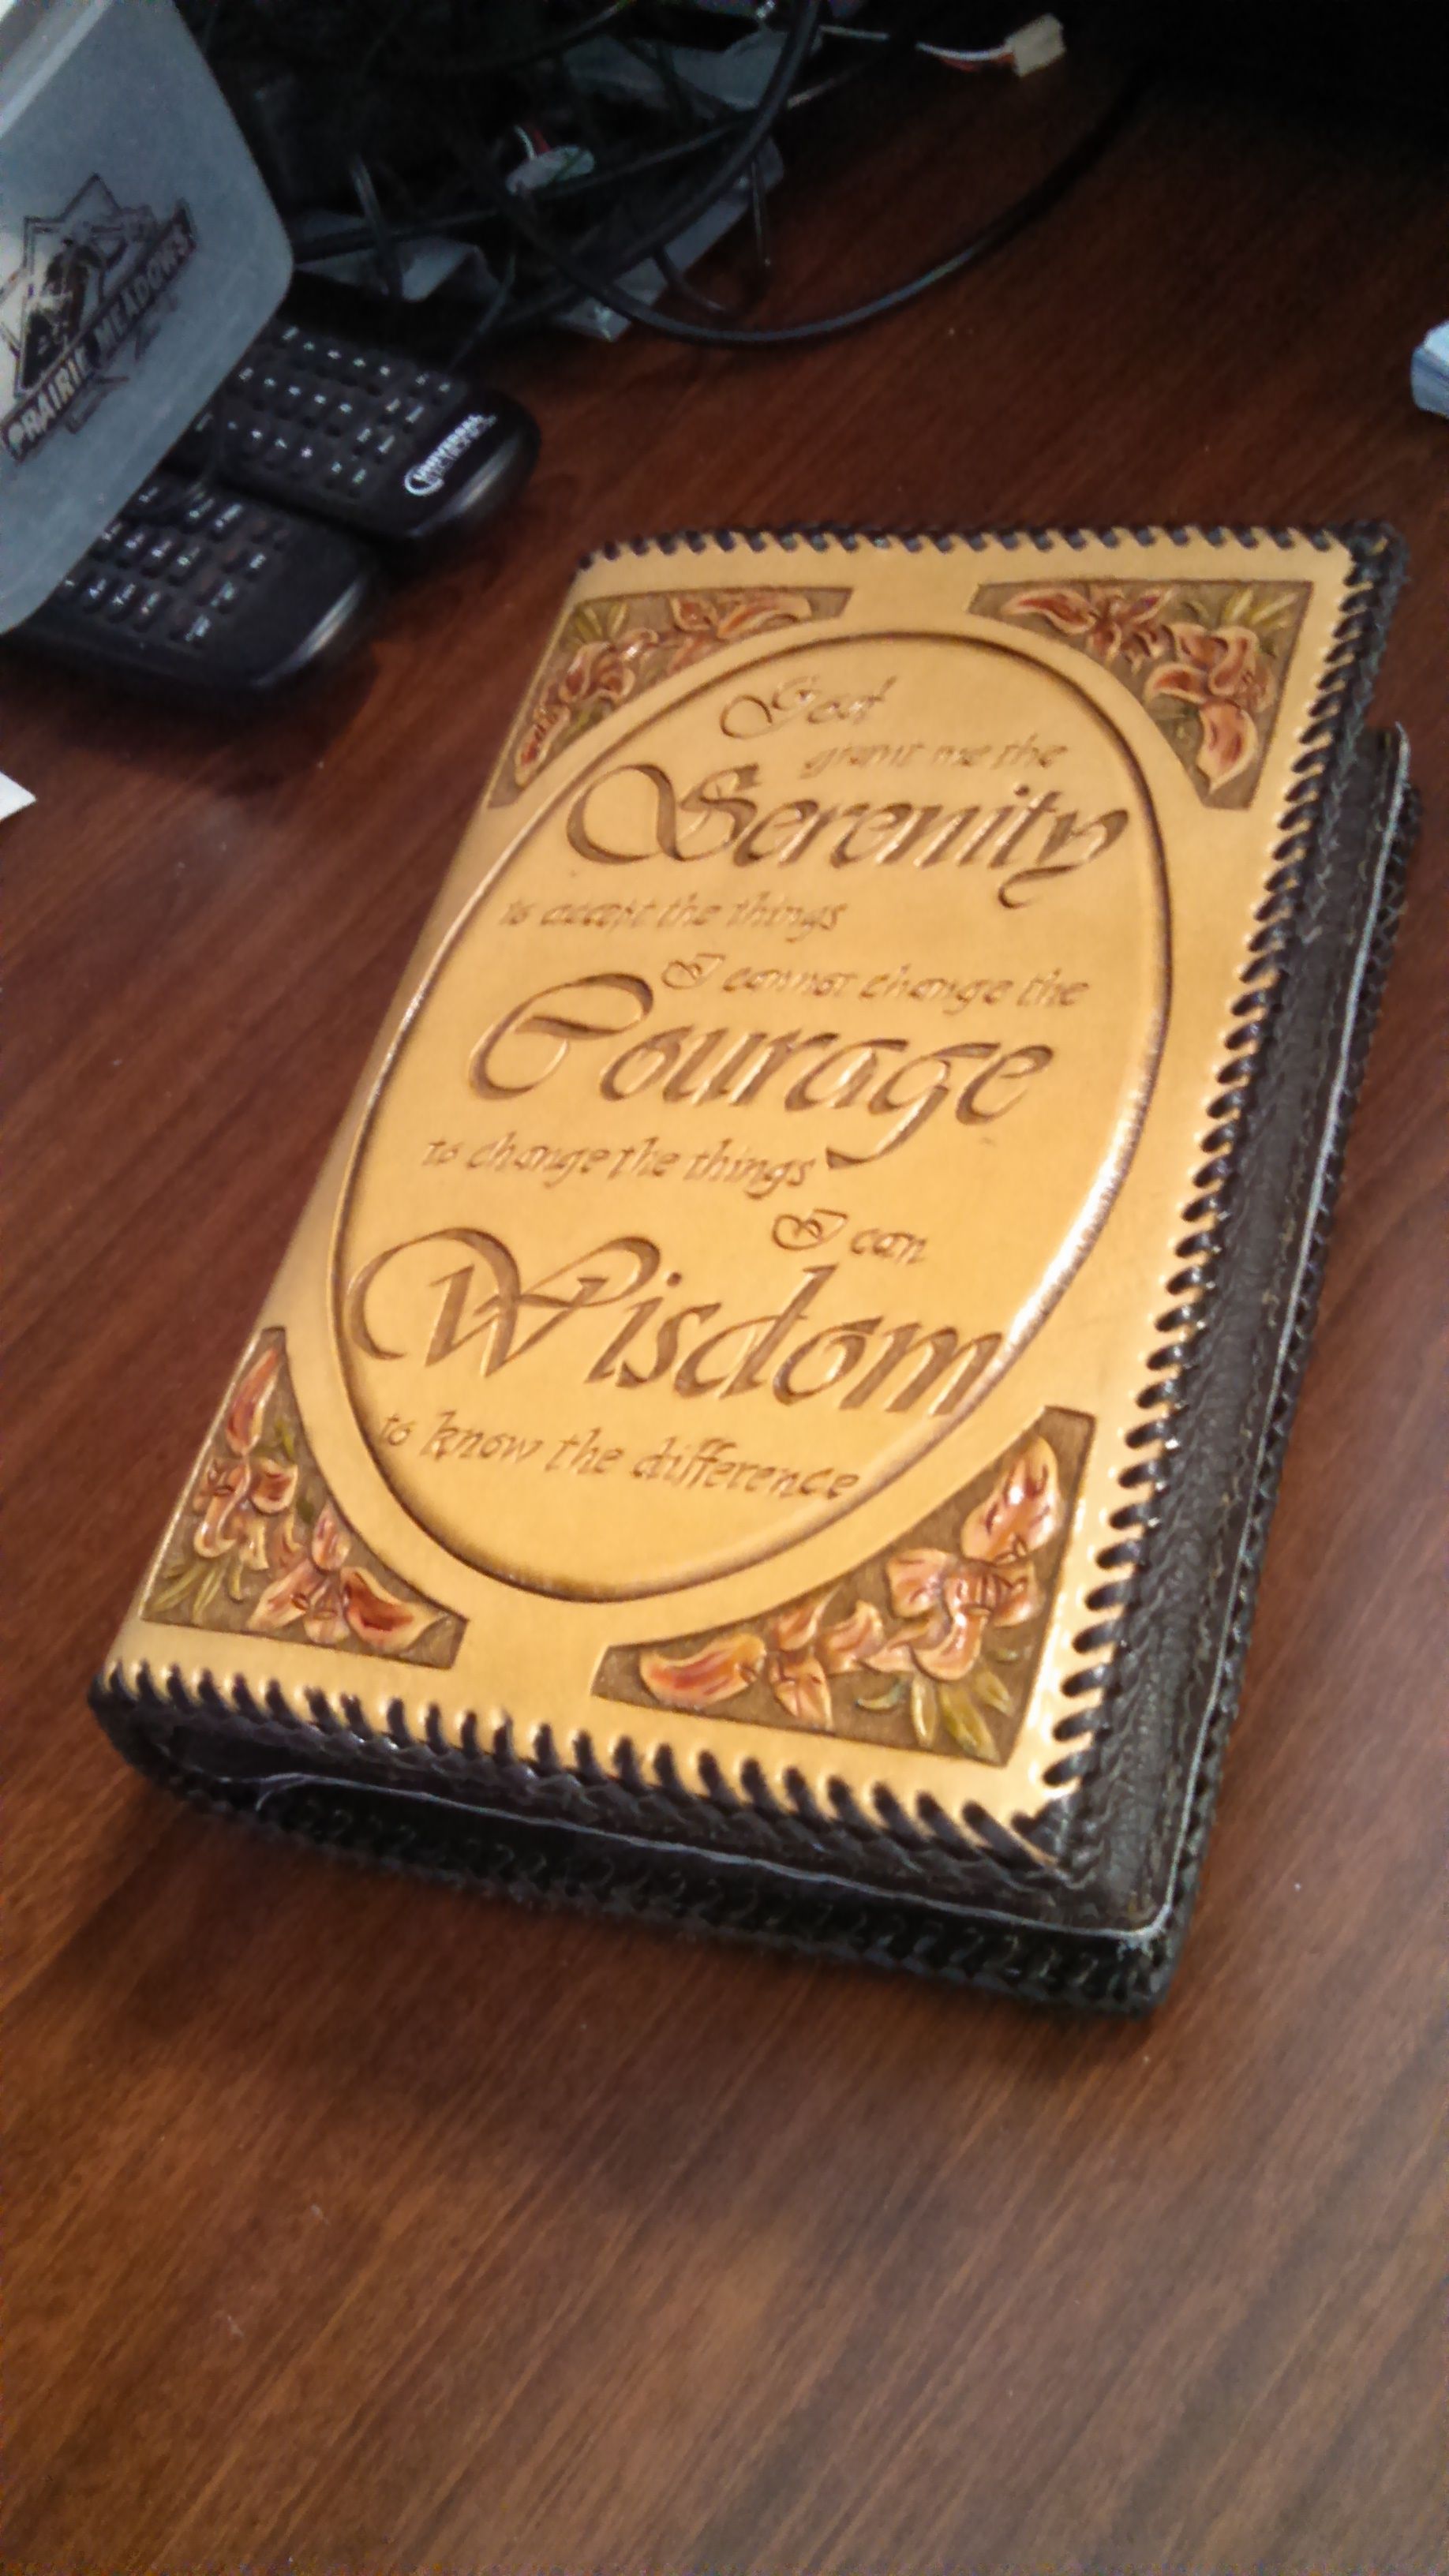 PRAIRIE MEADOWS
UNIVERSAL
God
grant me the
Serenity
to accept the things
I cannot change the
Courage
to change the things
I can
Wisdom
to know the difference